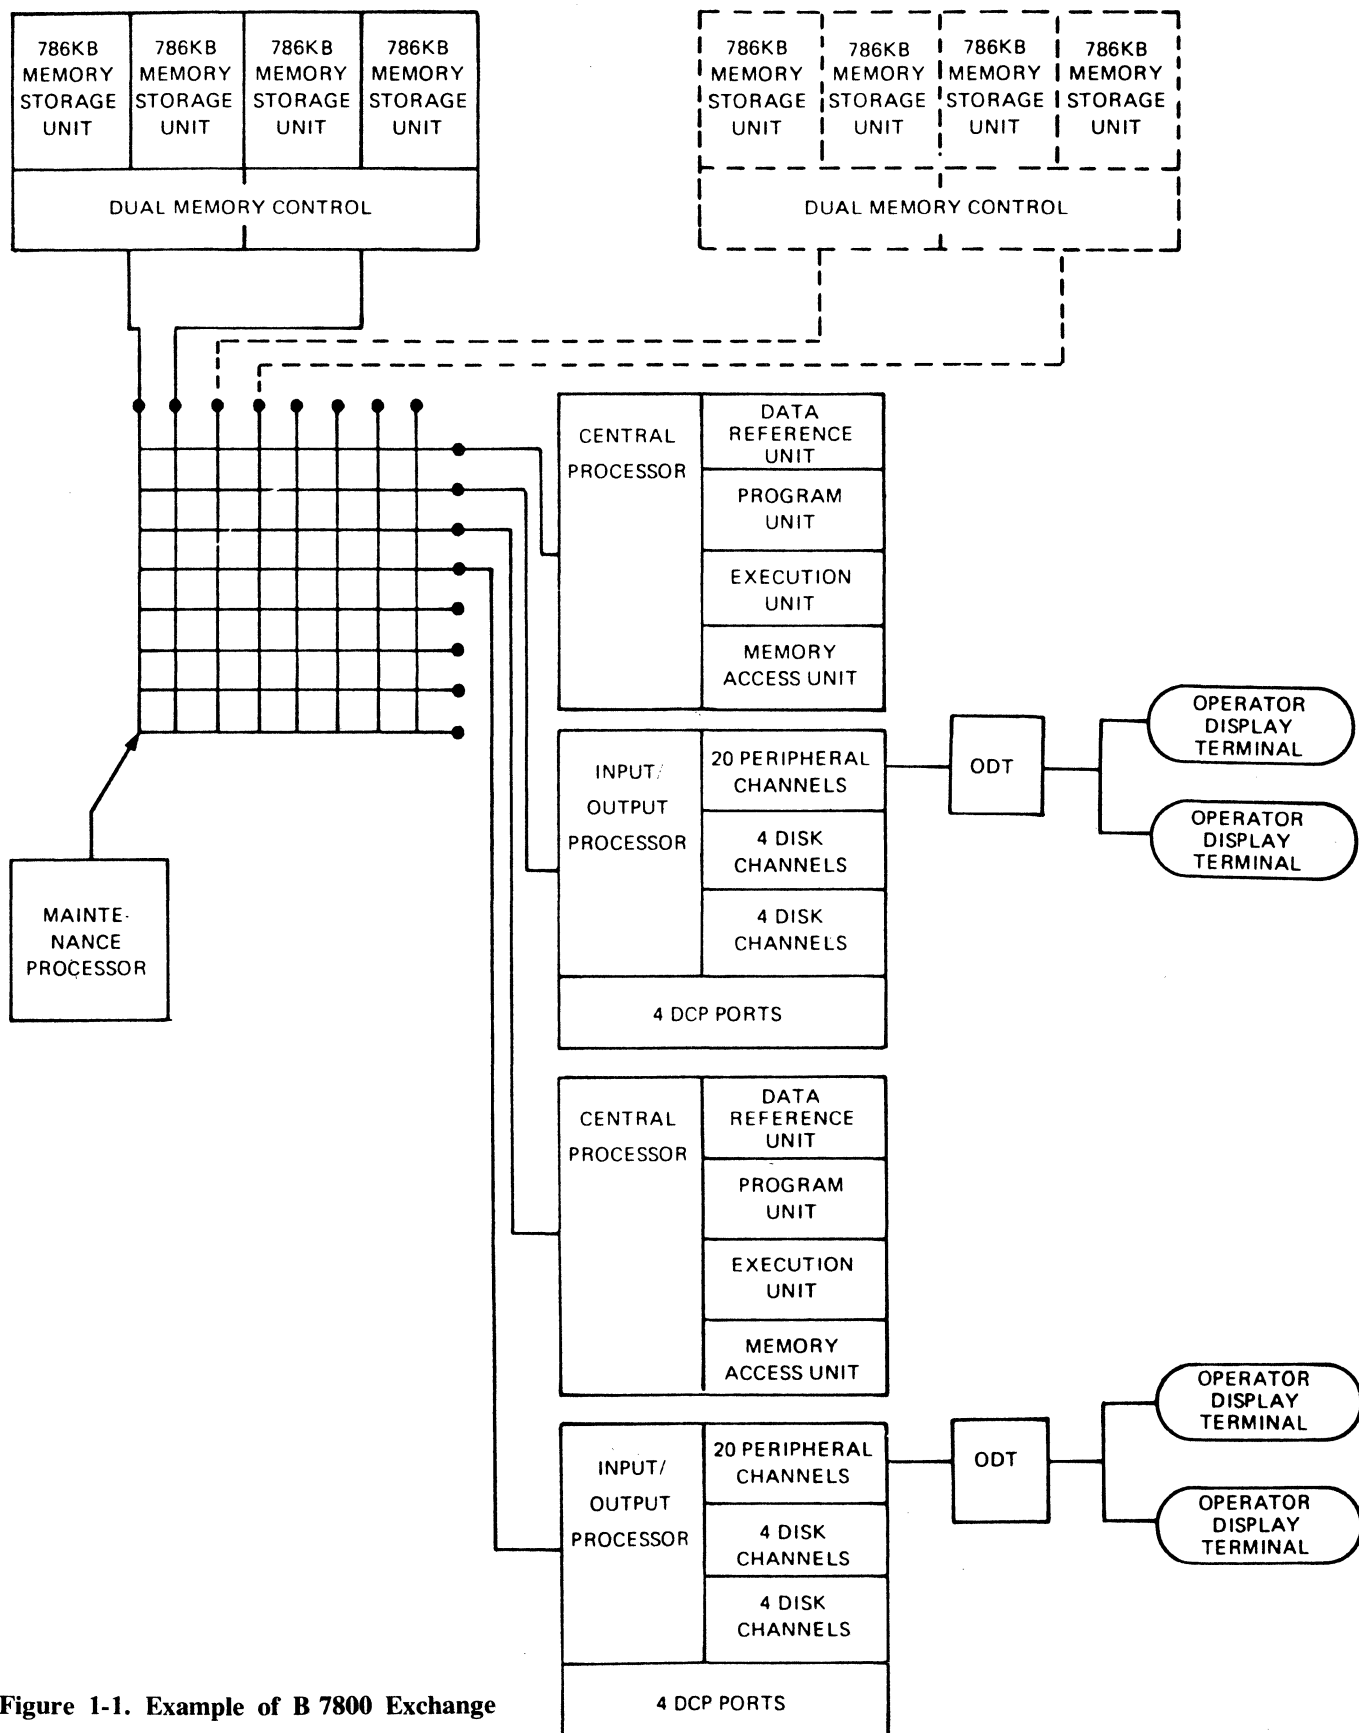 786KB
MEMORY
STORAGE
UNIT
786KB
MEMORY
STORAGE
UNIT
786KB
MEMORY
STORAGE
UNIT
786KB
MEMORY
STORAGE
UNIT
DUAL MEMORY CONTROL
786KB
MEMORY
STORAGE
UNIT
786KB
MEMORY
STORAGE
UNIT
786KB
MEMORY
STORAGE
UNIT
786KB
MEMORY
STORAGE
UNIT
DUAL MEMORY CONTROL
CENTRAL
PROCESSOR
DATA
REFERENCE
UNIT
PROGRAM
UNIT
EXECUTION
UNIT
MEMORY
ACCESS UNIT
INPUT/
OUTPUT
PROCESSOR
20 PERIPHERAL
CHANNELS
4 DISK
CHANNELS
4 DISK
CHANNELS
4 DCP PORTS
ODT
OPERATOR
DISPLAY
TERMINAL
OPERATOR
DISPLAY
TERMINAL
MAINTE-
NANCE
PROCESSOR
CENTRAL
PROCESSOR
DATA
REFERENCE
UNIT
PROGRAM
UNIT
EXECUTION
UNIT
MEMORY
ACCESS UNIT
INPUT/
OUTPUT
PROCESSOR
20 PERIPHERAL
CHANNELS
4 DISK
CHANNELS
4 DISK
CHANNELS
4 DCP PORTS
ODT
OPERATOR
DISPLAY
TERMINAL
OPERATOR
DISPLAY
TERMINAL
Figure 1-1. Example of B 7800 Exchange